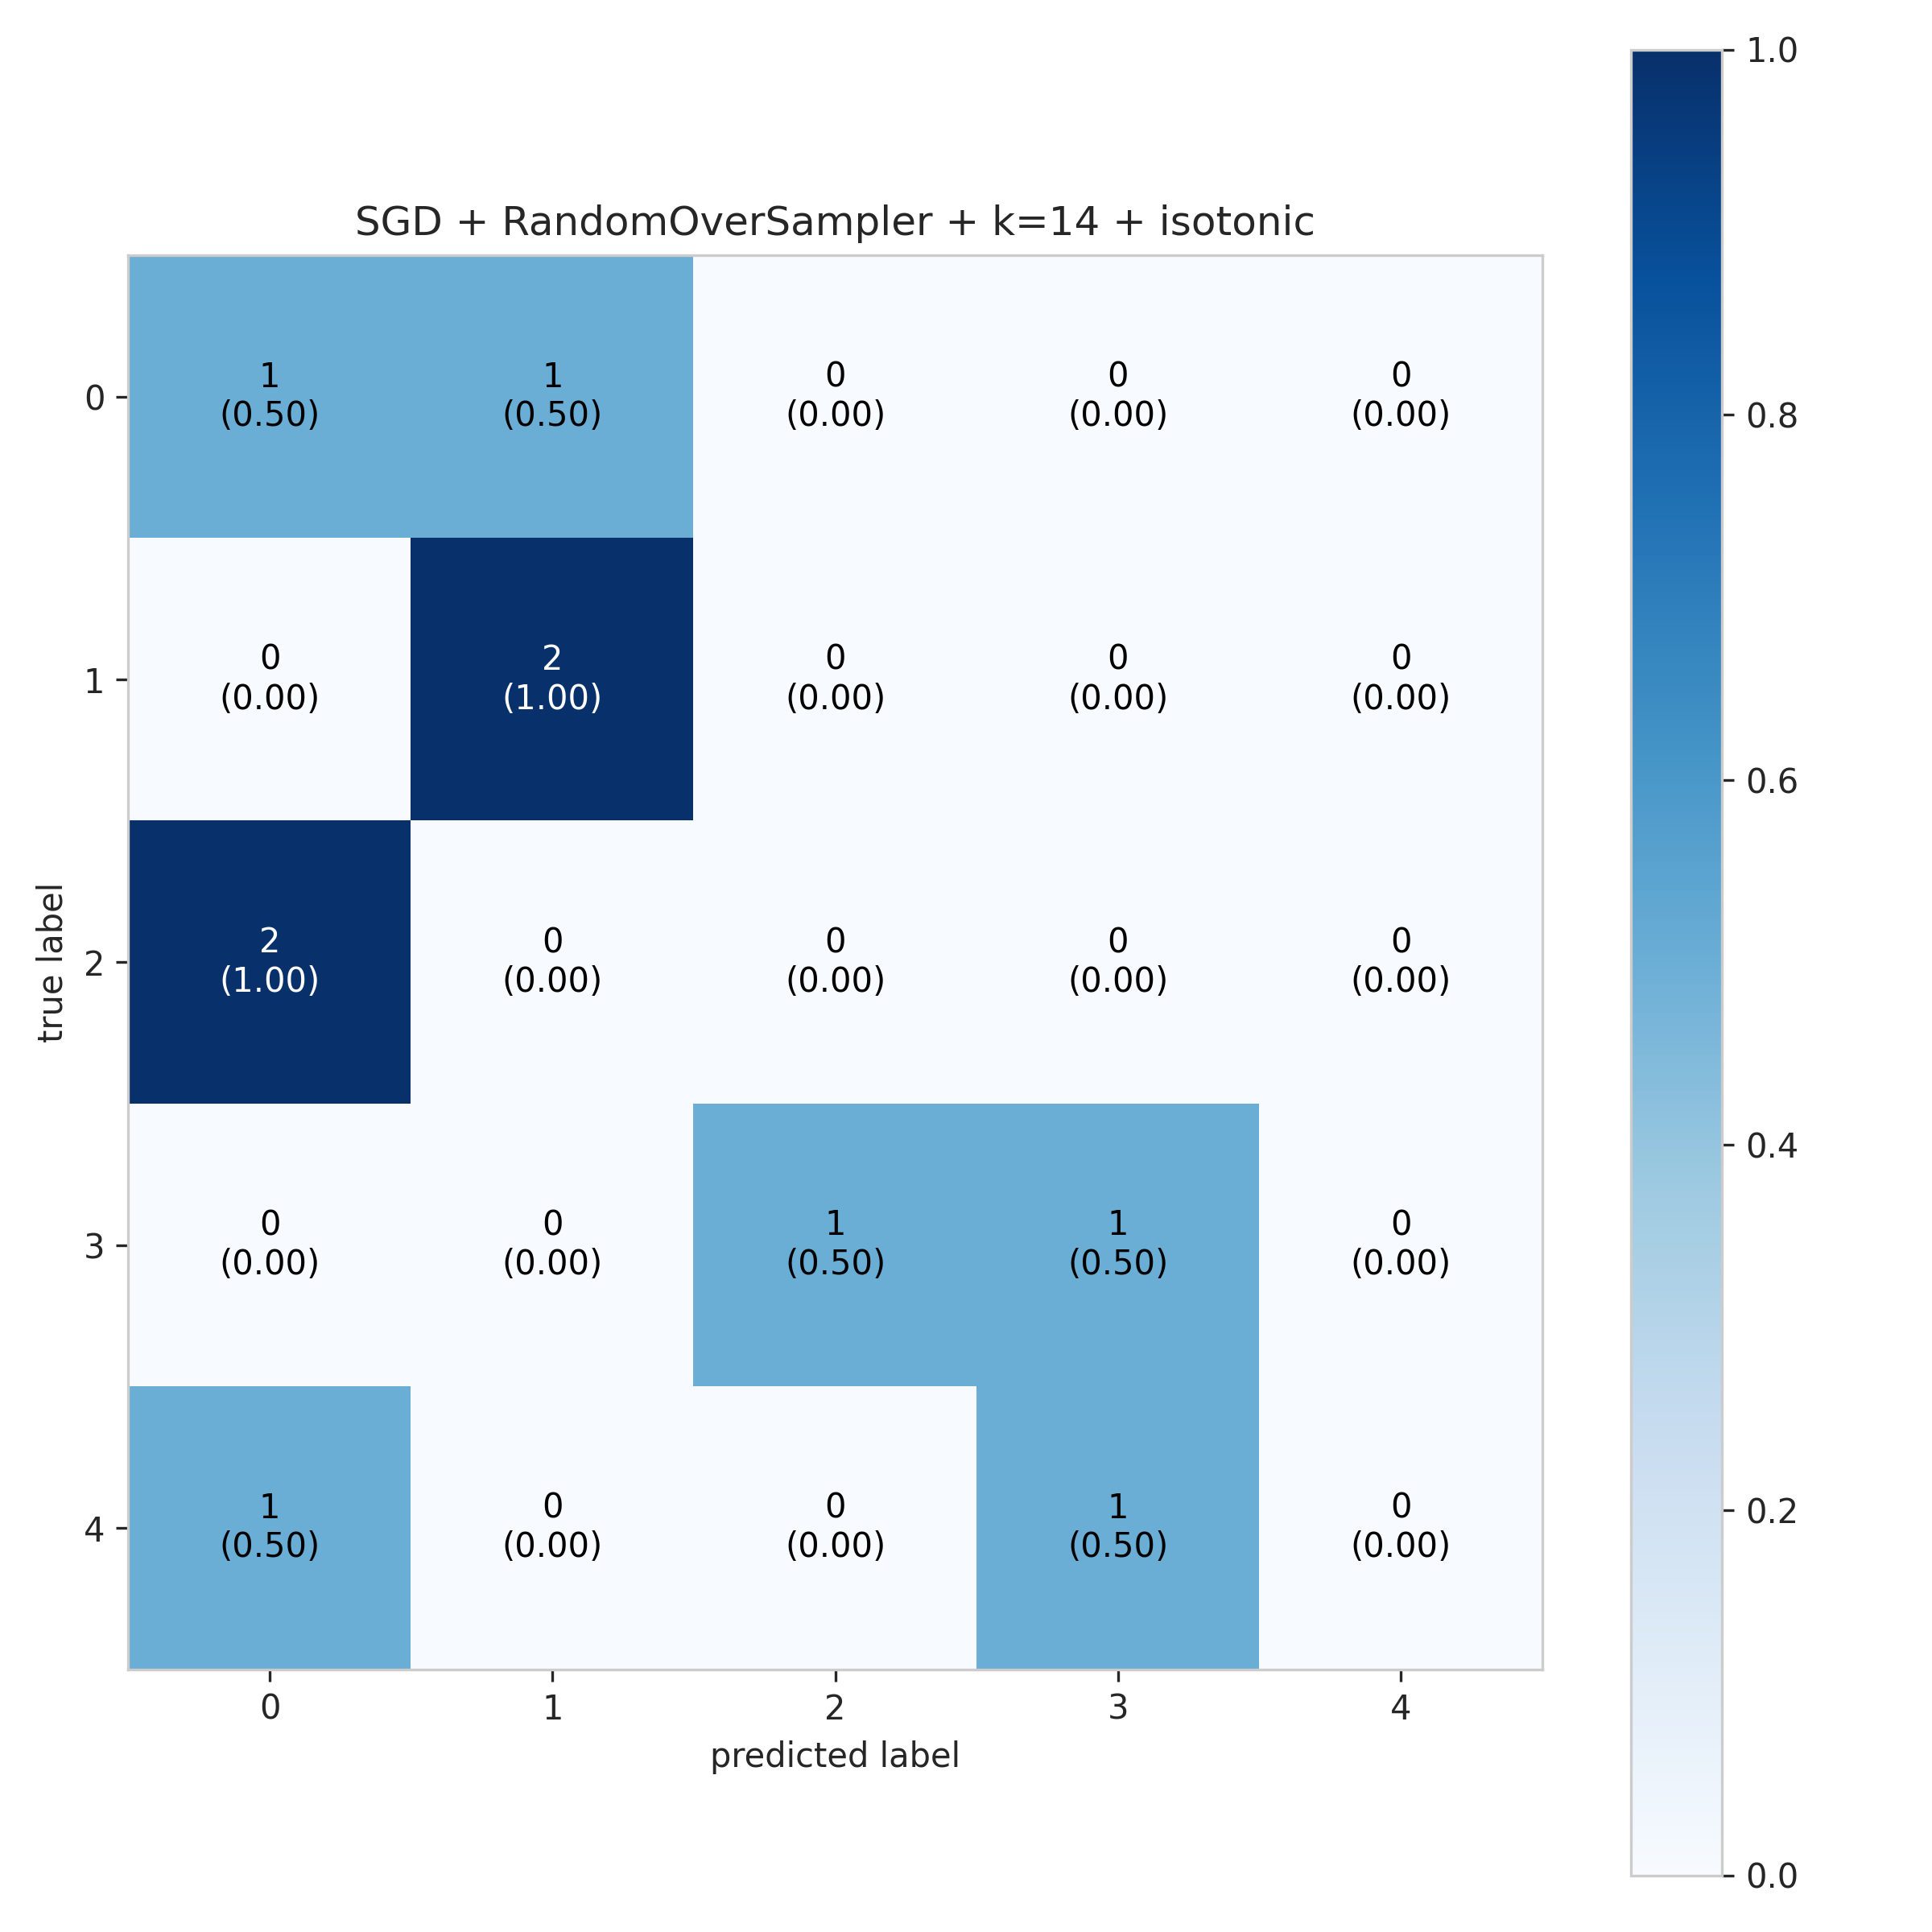 SGD + RandomOverSampler + k=14 + isotonic
1 1 0 0 0
0 (0.50) (0.50) (0.00) (0.00) (0.00)
0 2 0 0 0
1 (0.00) (1.00) (0.00) (0.00) (0.00)
2 0 0 0 0
2 (1.00) (0.00) (0.00) (0.00) (0.00)
0 0 1 1 0
3 (0.00) (0.00) (0.50) (0.50) (0.00)
1 0 0 1 0
4 (0.50) (0.00) (0.00) (0.50) (0.00)
0 1 2 3 4
predicted label
true label
1.0
0.8
0.6
0.4
0.2
0.0